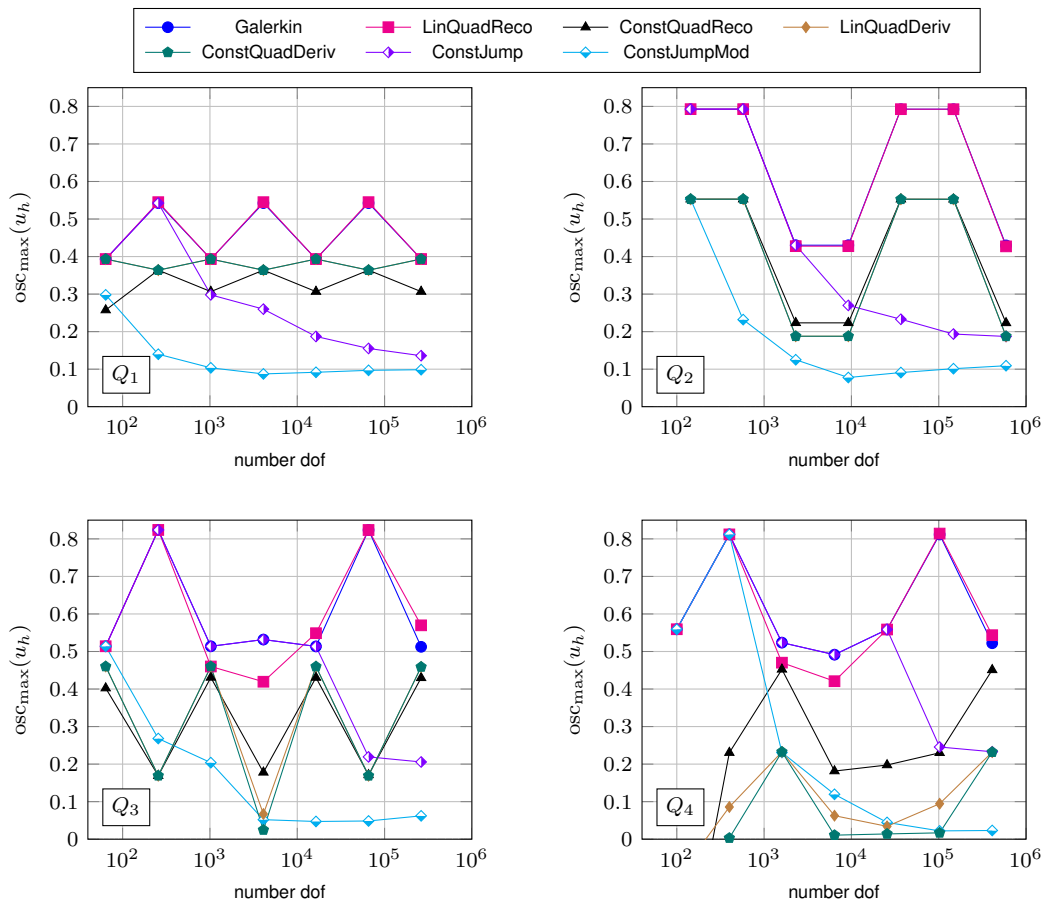 Galerkin LinQuadReco ConstQuadReco LinQuadDeriv
ConstQuadDeriv ConstJump ConstJumpMod
0.8
0.7
0.6
0.5
0.4
0.3
0.2
0.1
0
osc_max(u_h)
Q_1
10^2 10^3 10^4 10^5 10^6
number dof
0.8
0.7
0.6
0.5
0.4
0.3
0.2
0.1
0
osc_max(u_h)
Q_2
10^2 10^3 10^4 10^5 10^6
number dof
0.8
0.7
0.6
0.5
0.4
0.3
0.2
0.1
0
osc_max(u_h)
Q_3
10^2 10^3 10^4 10^5 10^6
number dof
0.8
0.7
0.6
0.5
0.4
0.3
0.2
0.1
0
osc_max(u_h)
Q_4
10^2 10^3 10^4 10^5 10^6
number dof